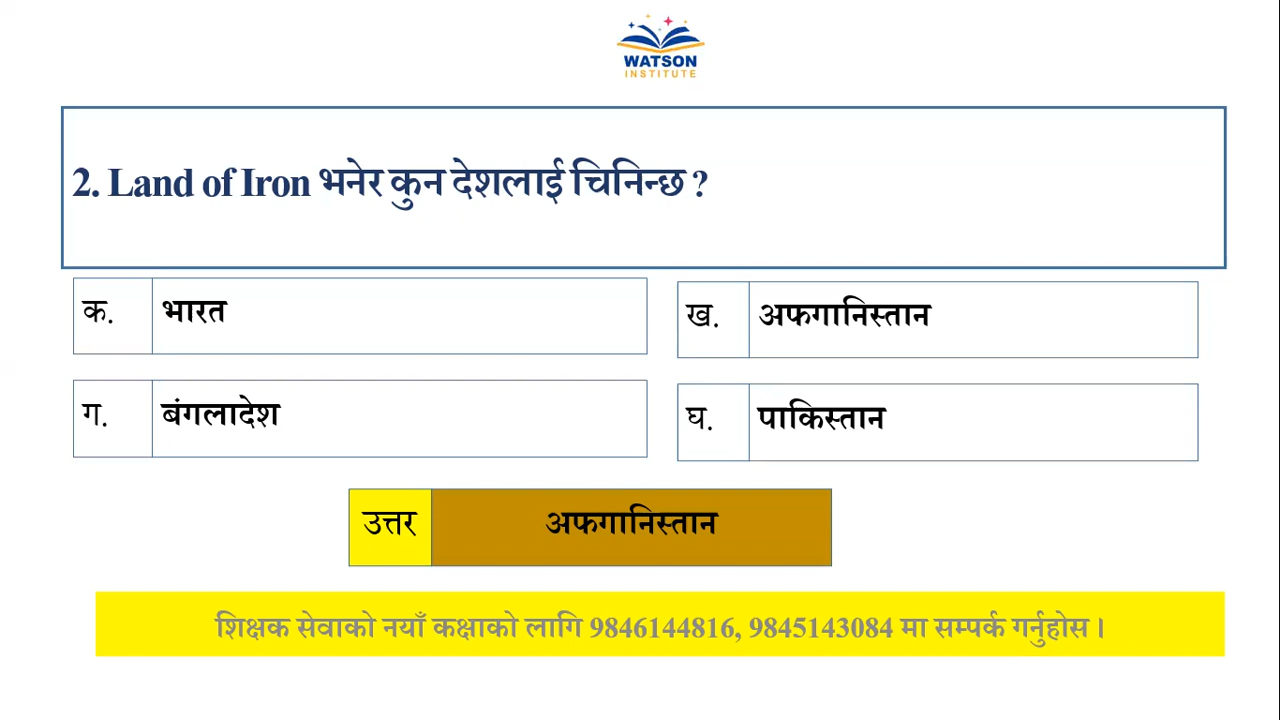 WATSON
INSTITUTE
2. Land of Iron भनेर कुन देशलाई चिनिन्छ ?
क. भारत
ख. अफगानिस्तान
ग. बंगलादेश
घ. पाकिस्तान
उत्तर अफगानिस्तान
शिक्षक सेवाको नयाँ कक्षाको लागि 9846144816, 9845143084 मा सम्पर्क गर्नुहोस ।